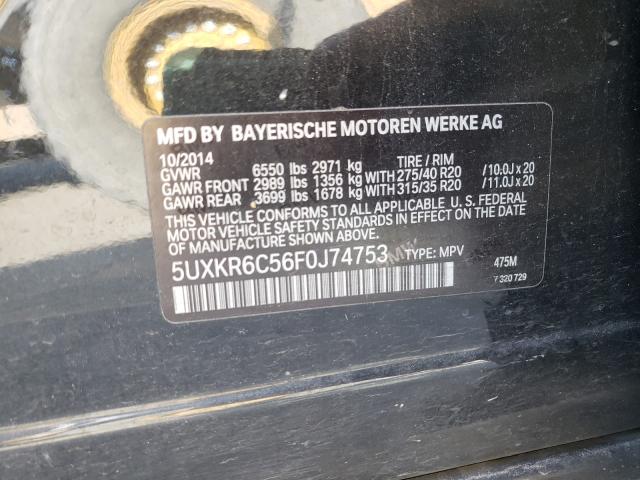 MFD BY BAYERISCHE MOTOREN WERKE AG
10/2014
GVWR 6550 lbs 2971 kg TIRE / RIM
GAWR FRONT 2989 lbs 1356 kg WITH 275/40 R20 /10.0J x 20
GAWR REAR 3699 lbs 1678 kg WITH 315/35 R20 /11.0J x 20
THIS VEHICLE CONFORMS TO ALL APPLICABLE U. S. FEDERAL
MOTOR VEHICLE SAFETY STANDARDS IN EFFECT ON THE DATE
OF MANUFACTURE SHOWN ABOVE.
5UXKR6C56F0J74753 TYPE: MPV 475M
7 320 729